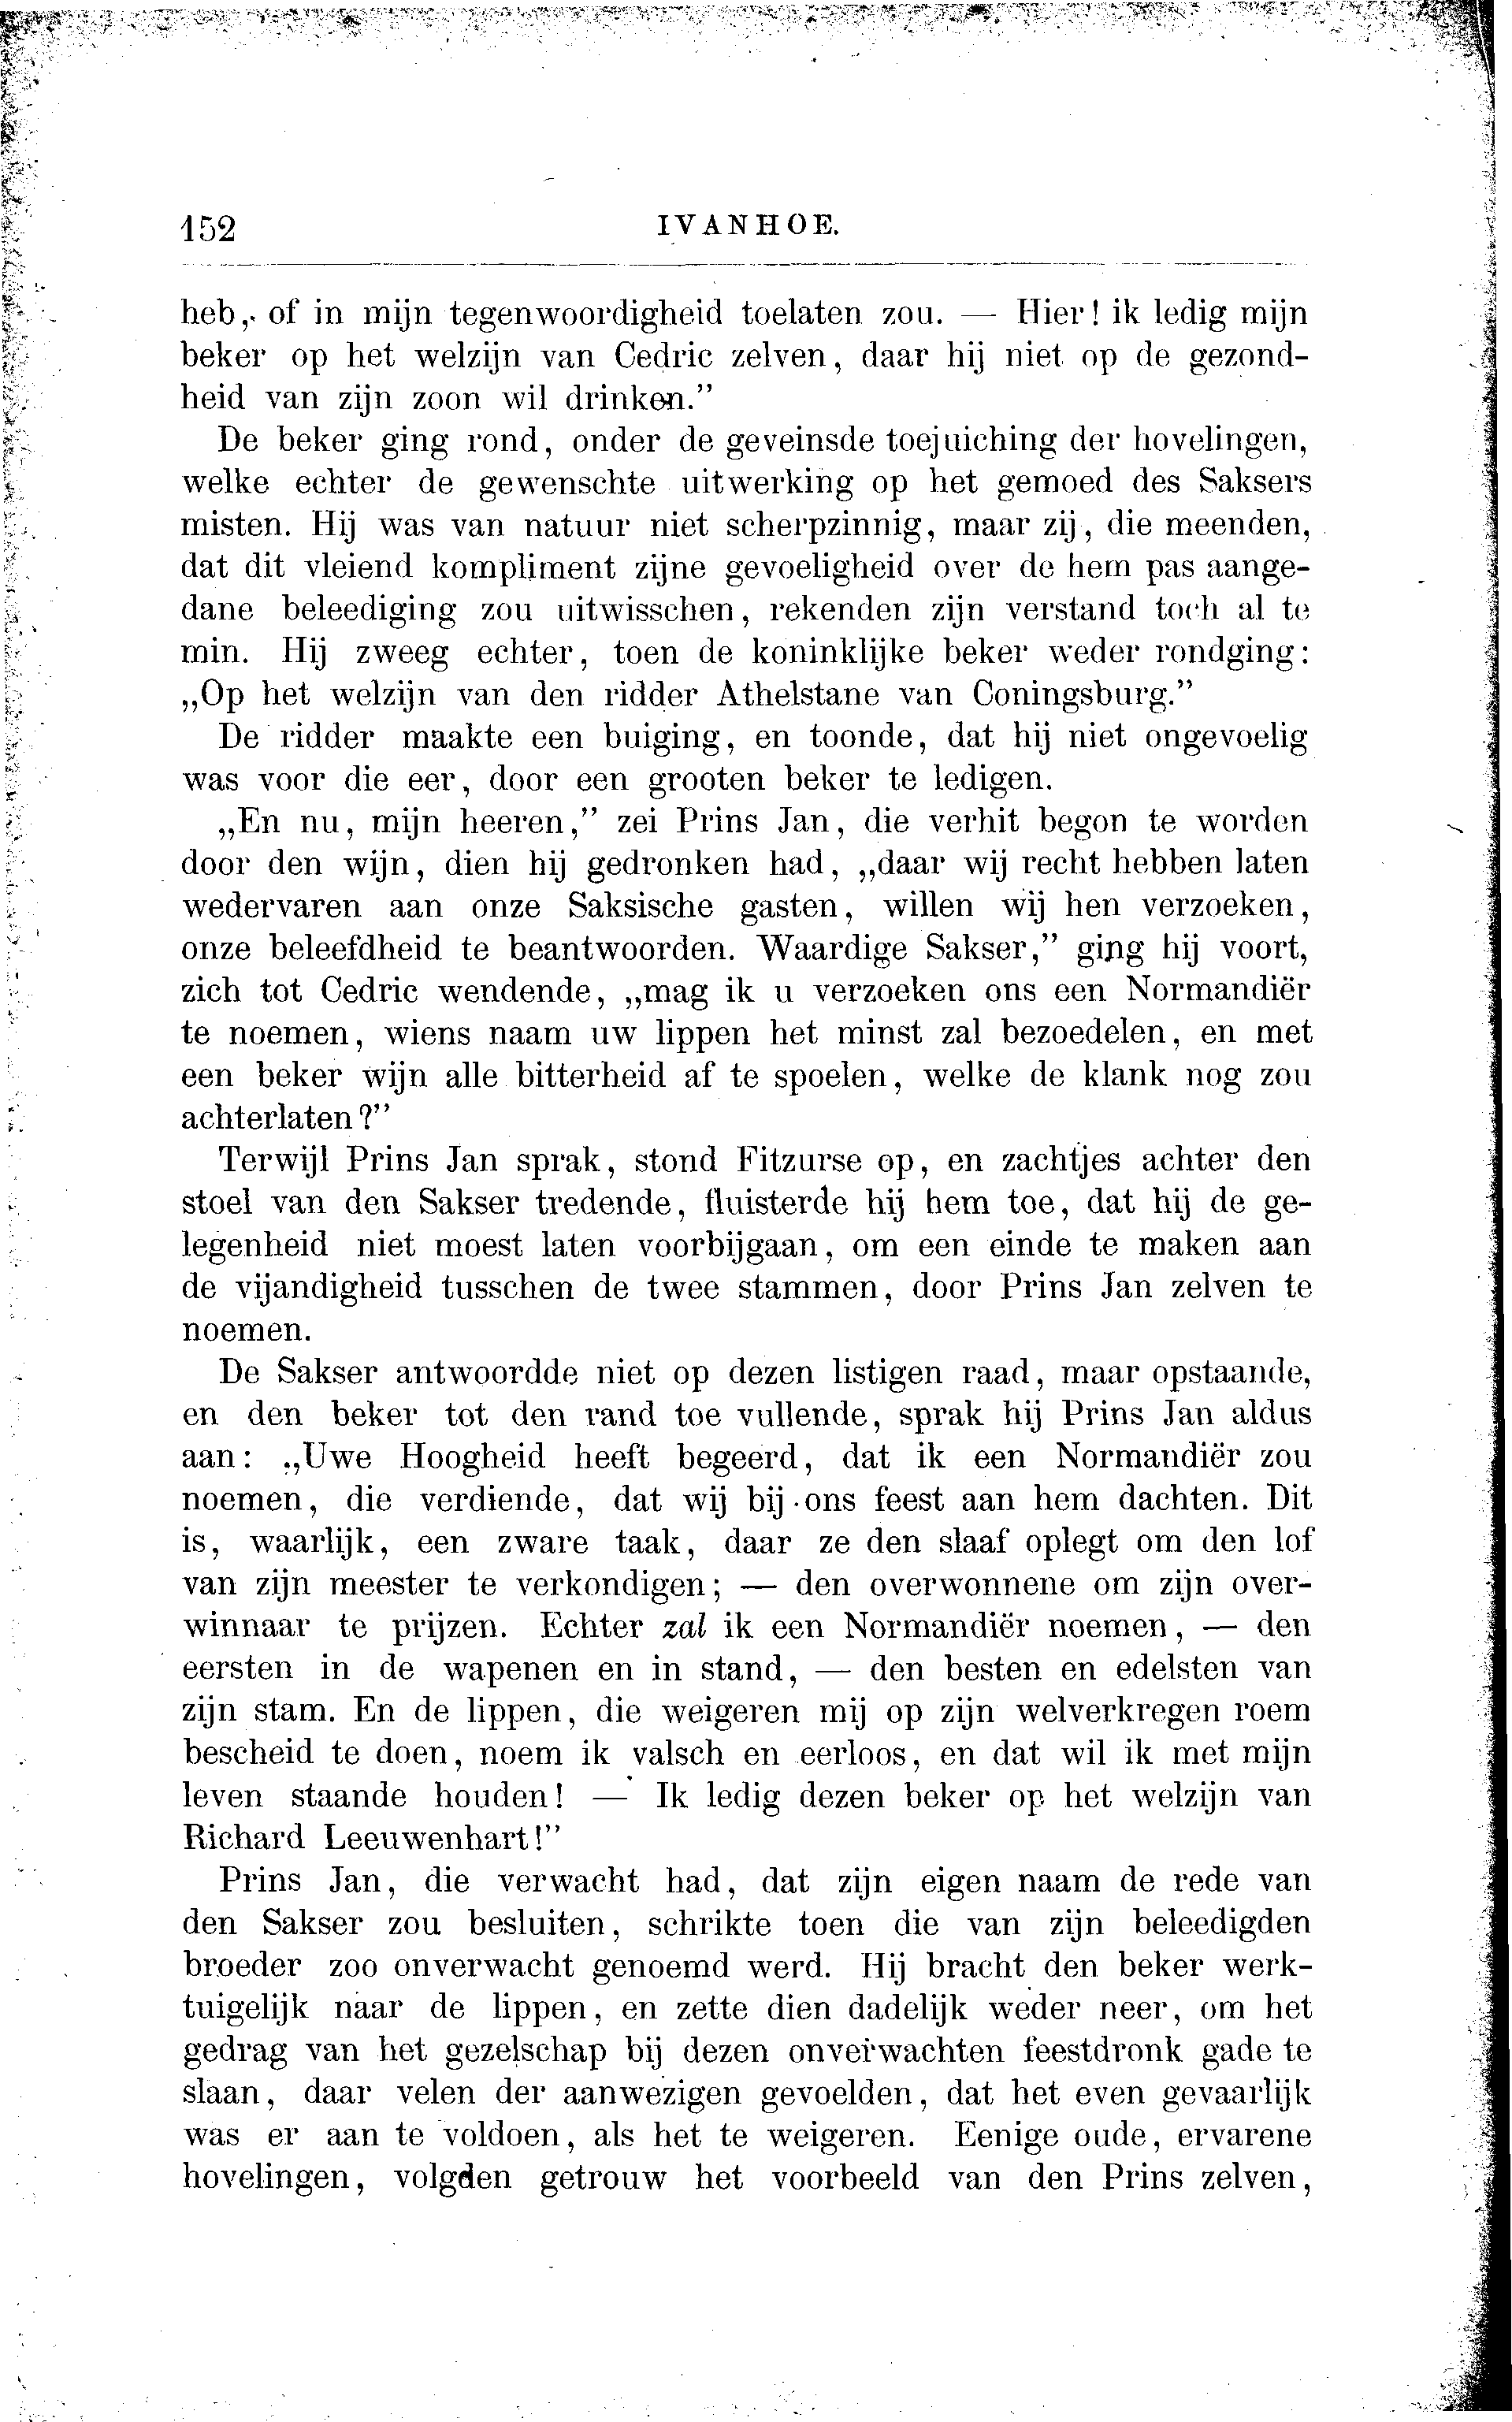 152
IVANHOE.
heb, of in mijn tegenwoordigheid toelaten zou. — Hier! ik ledig mijn
beker op het welzijn van Cedric zelven, daar hij niet op de gezond-
heid van zijn zoon wil drinken.”
De beker ging rond, onder de geveinsde toejuiching der hovelingen,
welke echter de gewenschte uitwerking op het gemoed des Saksers
misten. Hij was van natuur niet scherpzinnig, maar zij, die meenden,
dat dit vleiend kompliment zijne gevoeligheid over de hem pas aange-
dane beleediging zou uitwisschen, rekenden zijn verstand toch al te
min. Hij zweeg echter, toen de koninklijke beker weder rondging:
„Op het welzijn van den ridder Athelstane van Coningsburg.”
De ridder maakte een buiging, en toonde, dat hij niet ongevoelig
was voor die eer, door een grooten beker te ledigen.
„En nu, mijn heeren,” zei Prins Jan, die verhit begon te worden
door den wijn, dien hij gedronken had, „daar wij recht hebben laten
wedervaren aan onze Saksische gasten, willen wij hen verzoeken,
onze beleefdheid te beantwoorden. Waardige Sakser,” ging hij voort,
zich tot Cedric wendende, „mag ik u verzoeken ons een Normandiër
te noemen, wiens naam uw lippen het minst zal bezoedelen, en met
een beker wijn alle bitterheid af te spoelen, welke de klank nog zou
achterlaten?”
Terwijl Prins Jan sprak, stond Fitzurse op, en zachtjes achter den
stoel van den Sakser tredende, fluisterde hij hem toe, dat hij de ge-
legenheid niet moest laten voorbijgaan, om een einde te maken aan
de vijandigheid tusschen de twee stammen, door Prins Jan zelven te
noemen.
De Sakser antwoordde niet op dezen listigen raad, maar opstaande,
en den beker tot den rand toe vullende, sprak hij Prins Jan aldus
aan: „Uwe Hoogheid heeft begeerd, dat ik een Normandiër zou
noemen, die verdiende, dat wij bij ons feest aan hem dachten. Dit
is, waarlijk, een zware taak, daar ze den slaaf oplegt om den lof
van zijn meester te verkondigen; — den overwonnene om zijn over-
winnaar te prijzen. Echter zal ik een Normandiër noemen, — den
eersten in de wapenen en in stand, — den besten en edelsten van
zijn stam. En de lippen, die weigeren mij op zijn welverkregen roem
bescheid te doen, noem ik valsch en eerloos, en dat wil ik met mijn
leven staande houden! — Ik ledig dezen beker op het welzijn van
Richard Leeuwenhart!”
Prins Jan, die verwacht had, dat zijn eigen naam de rede van
den Sakser zou besluiten, schrikte toen die van zijn beleedigden
broeder zoo onverwacht genoemd werd. Hij bracht den beker werk-
tuigelijk naar de lippen, en zette dien dadelijk weder neer, om het
gedrag van het gezelschap bij dezen onverwachten feestdronk gade te
slaan, daar velen der aanwezigen gevoelden, dat het even gevaarlijk
was er aan te voldoen, als het te weigeren. Eenige oude, ervarene
hovelingen, volgden getrouw het voorbeeld van den Prins zelven,